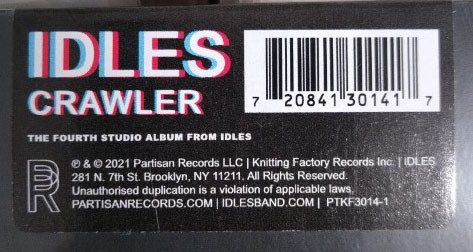 IDLES
CRAWLER
7 20841 30141 7
THE FOURTH STUDIO ALBUM FROM IDLES
℗ & © 2021 Partisan Records LLC | Knitting Factory Records Inc. | IDLES
281 N. 7th St. Brooklyn, NY 11211. All Rights Reserved.
Unauthorised duplication is a violation of applicable laws.
PARTISANRECORDS.COM | IDLESBAND.COM | PTKF3014-1